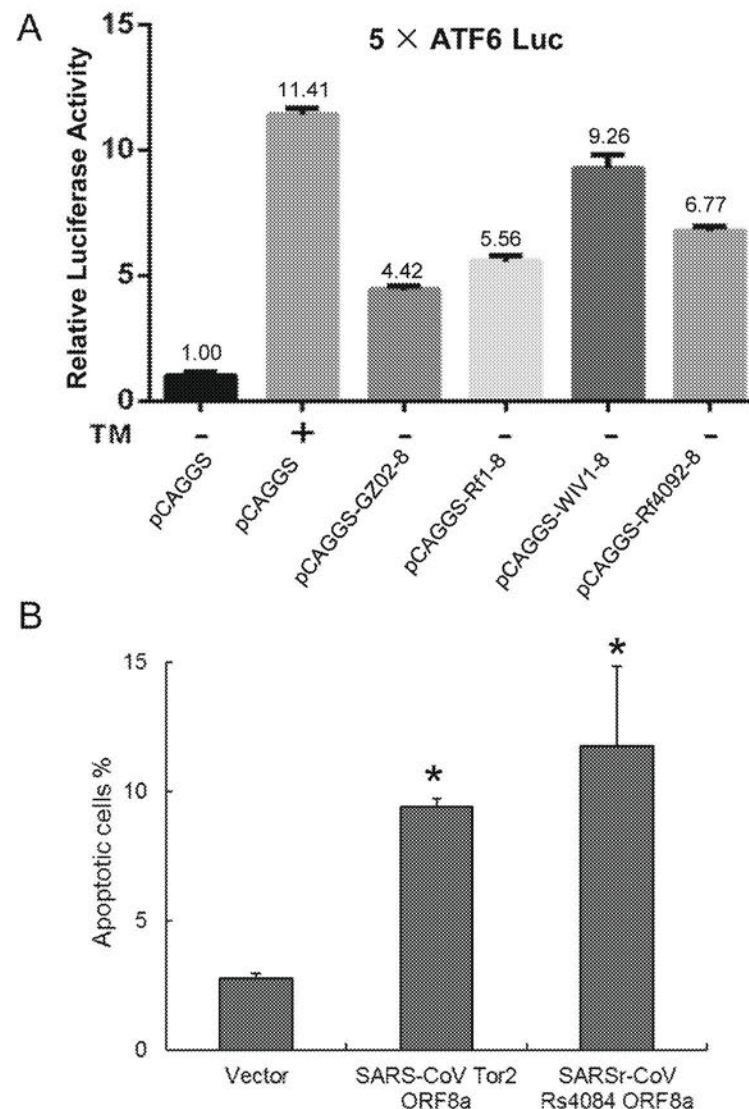 A
5 × ATF6 Luc
Relative Luciferase Activity
15
10
5
0
1.00
11.41
4.42
5.56
9.26
6.77
TM
- + - - - -
pCAGGS
pCAGGS
pCAGGS-GZ02-8
pCAGGS-Rf1-8
pCAGGS-WIV1-8
pCAGGS-Rf4092-8
B
Apoptotic cells %
15
10
5
0
*
*
Vector
SARS-CoV Tor2
ORF8a
SARSr-CoV
Rs4084 ORF8a